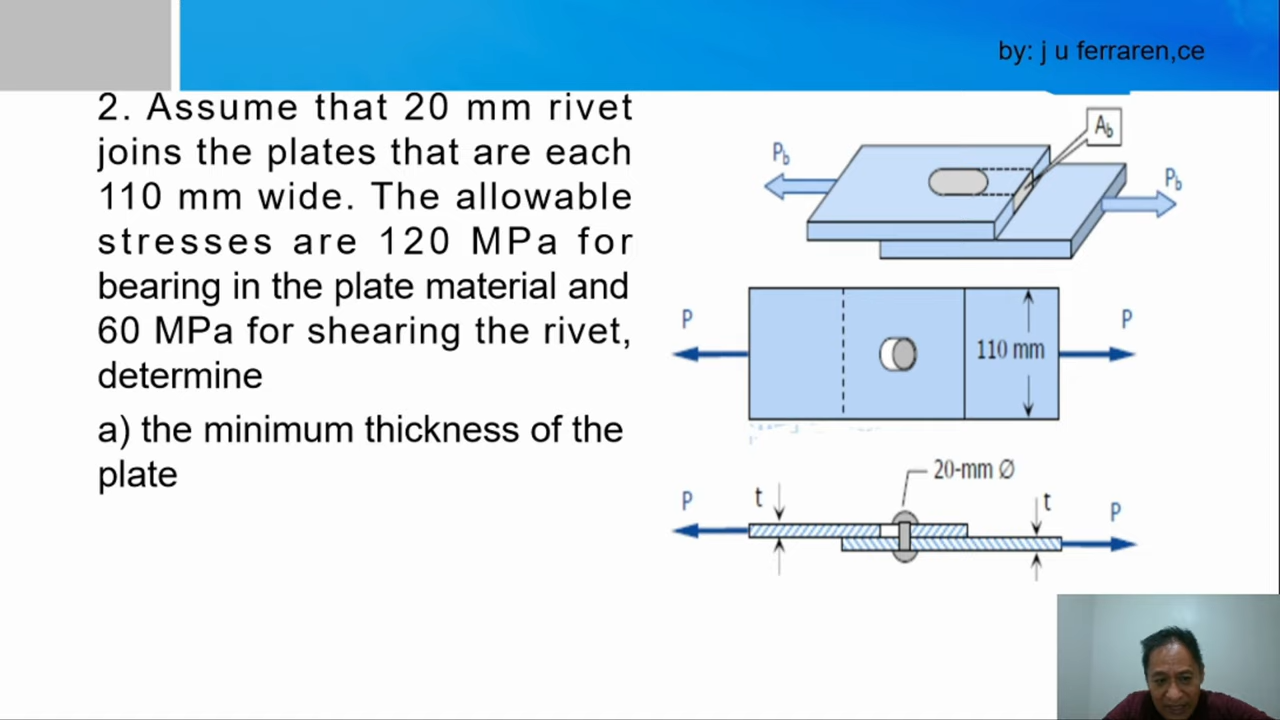 by: j u ferraren,ce
2. Assume that 20 mm rivet
joins the plates that are each
110 mm wide. The allowable
stresses are 120 MPa for
bearing in the plate material and
60 MPa for shearing the rivet,
determine
a) the minimum thickness of the
plate
Ab
Pb
Pb
P
P
110 mm
20-mm Ø
P
t
t
P